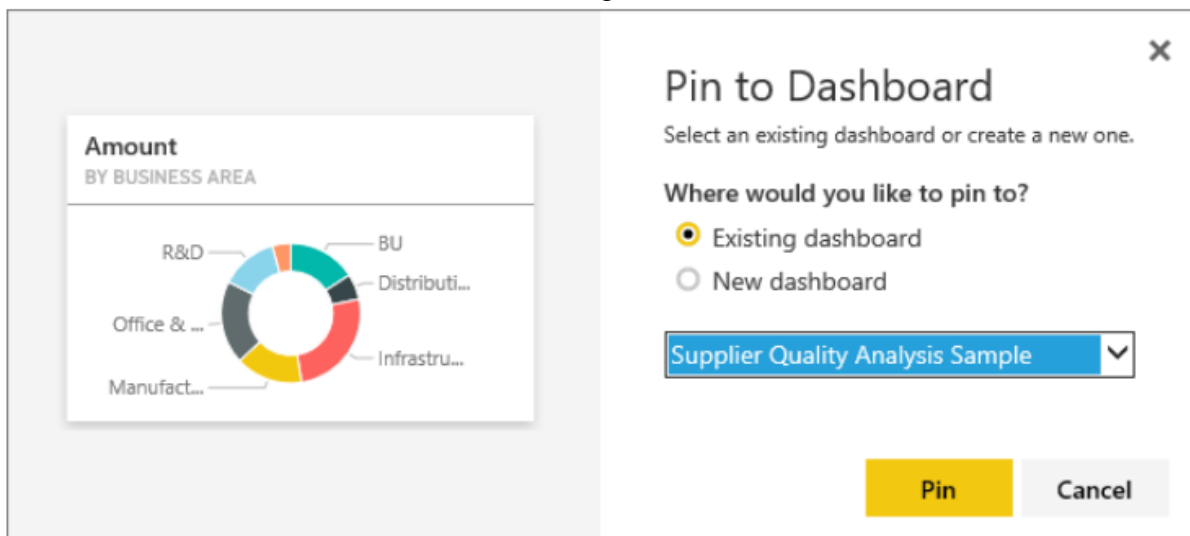 Amount
BY BUSINESS AREA
R&D
BU
Distributi...
Office & ...
Infrastru...
Manufact...
Pin to Dashboard
Select an existing dashboard or create a new one.
Where would you like to pin to?
Existing dashboard
New dashboard
Supplier Quality Analysis Sample
Pin
Cancel